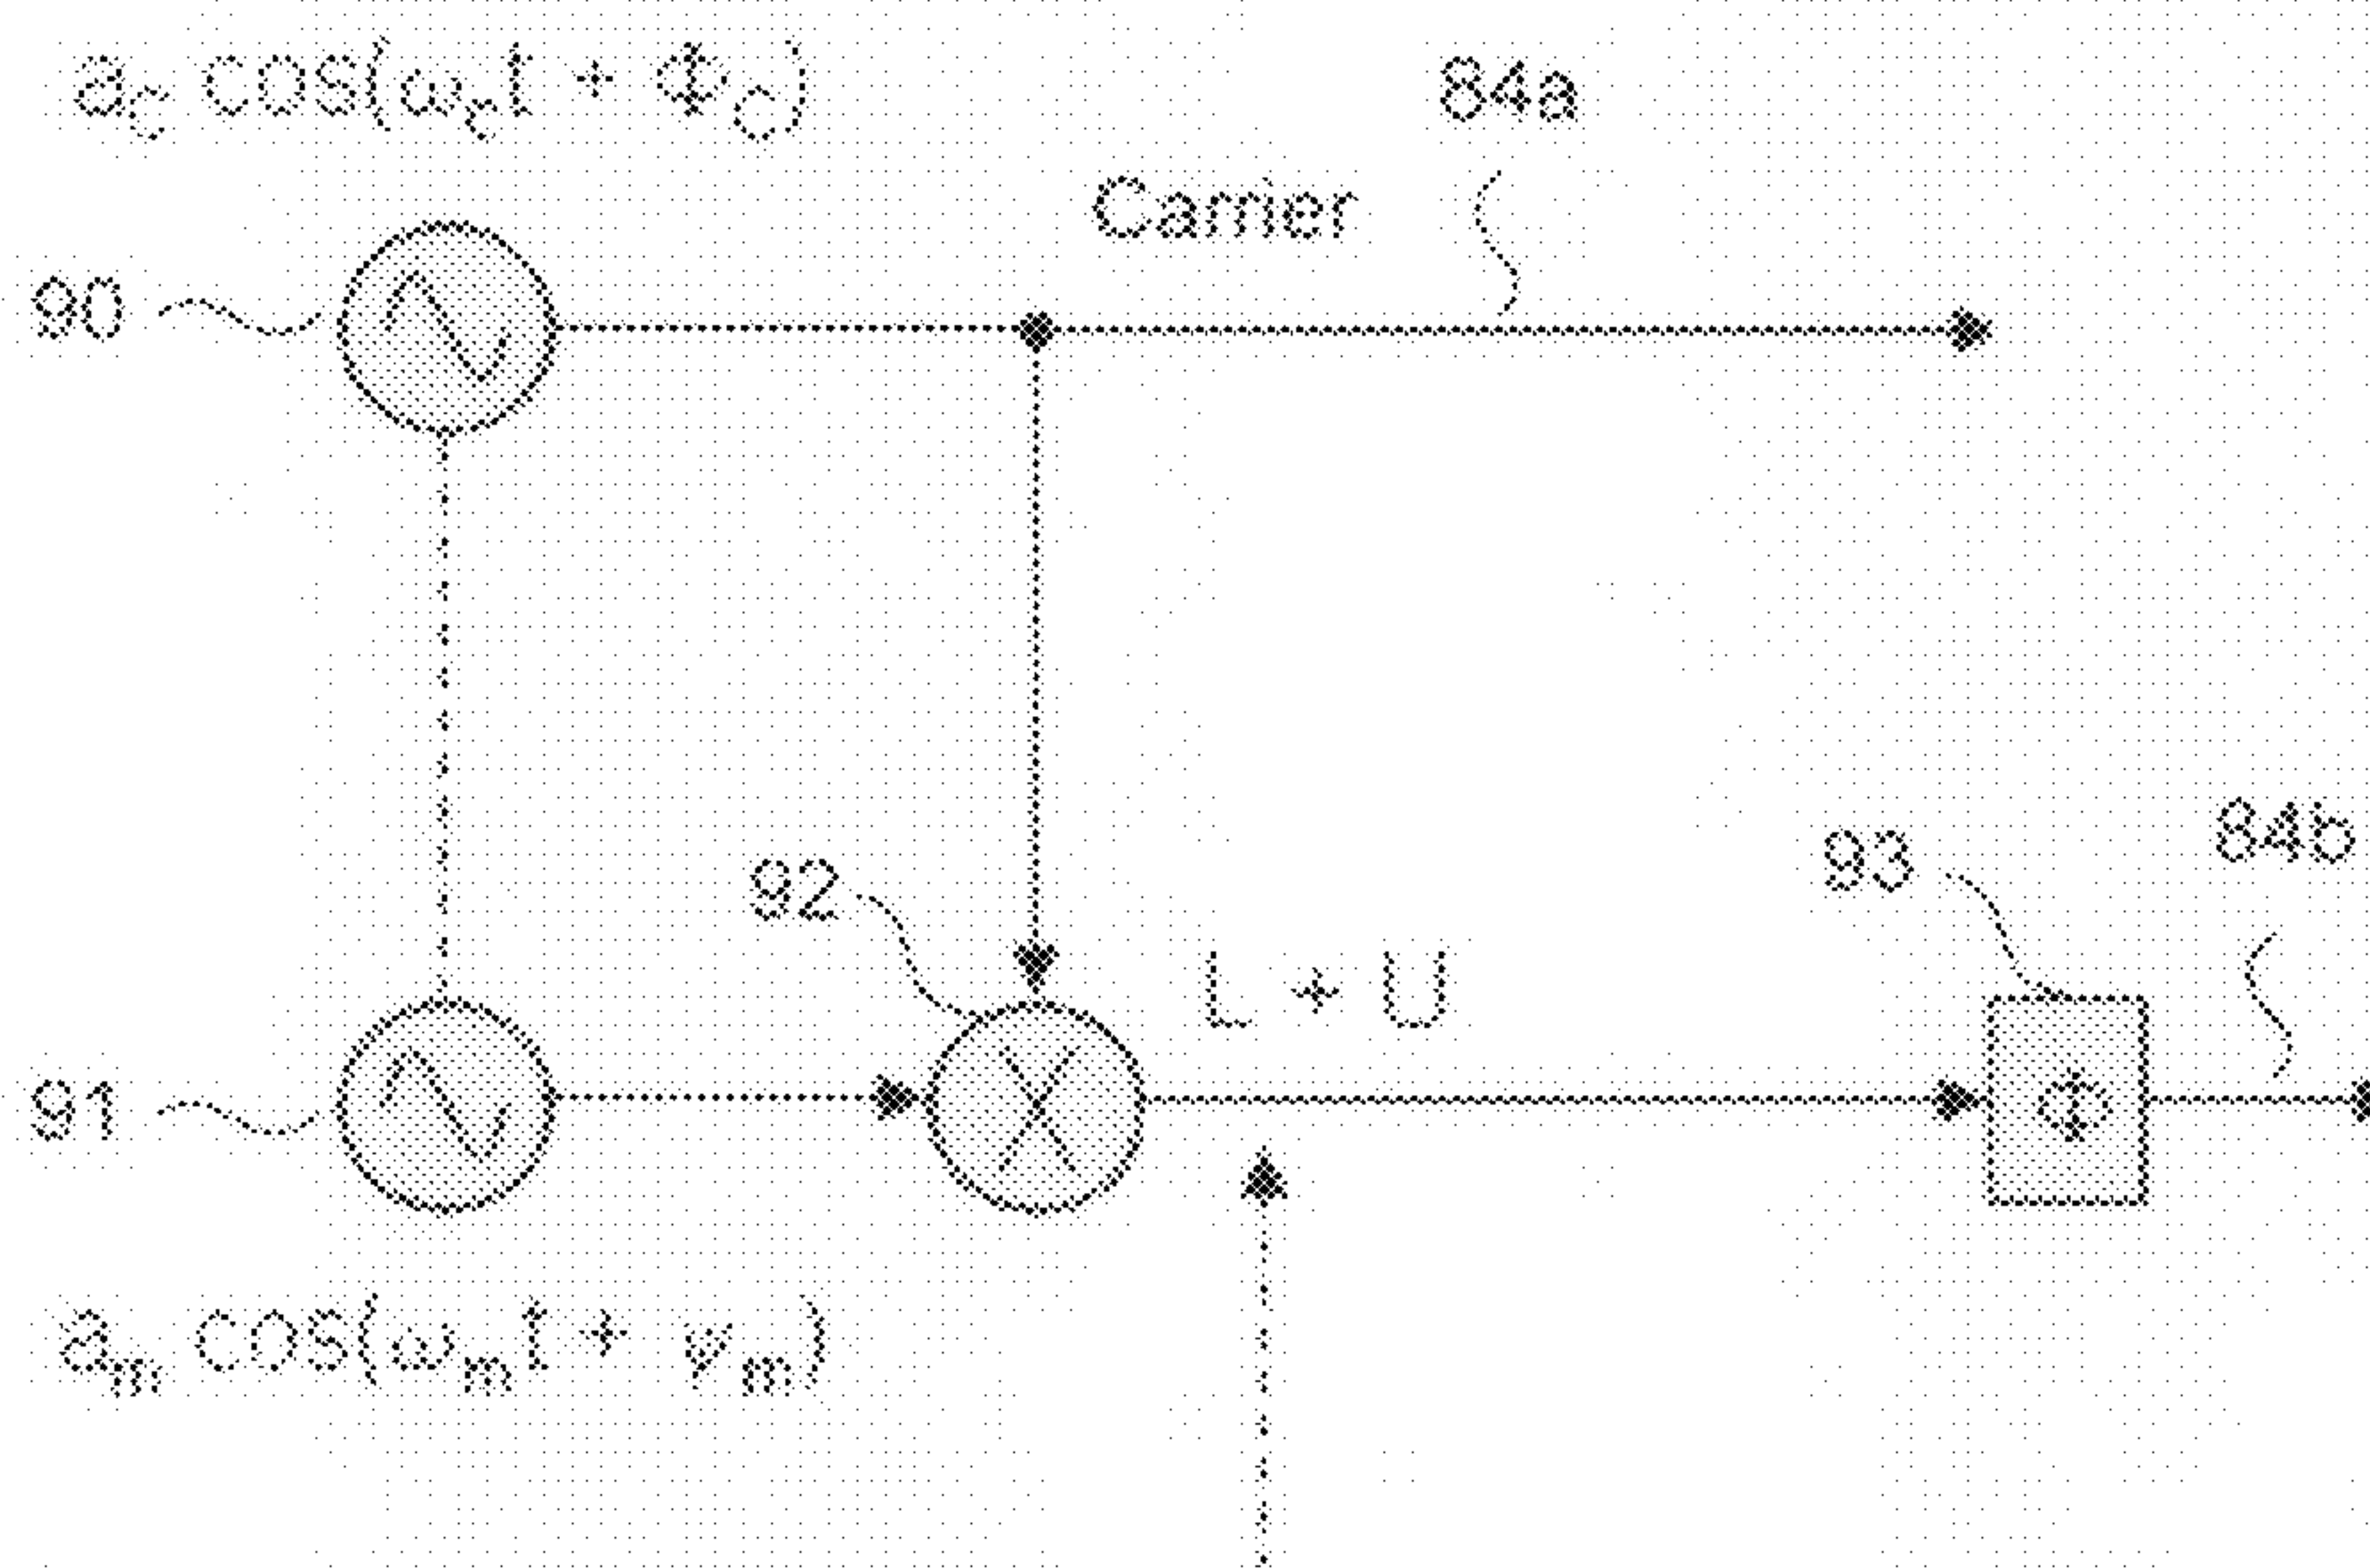 a_c cos(ω_c t + Φ_c)
84a
Carrier
90
84b
93
92
L + U
X
Φ
91
a_m cos(ω_m t + ψ_m)